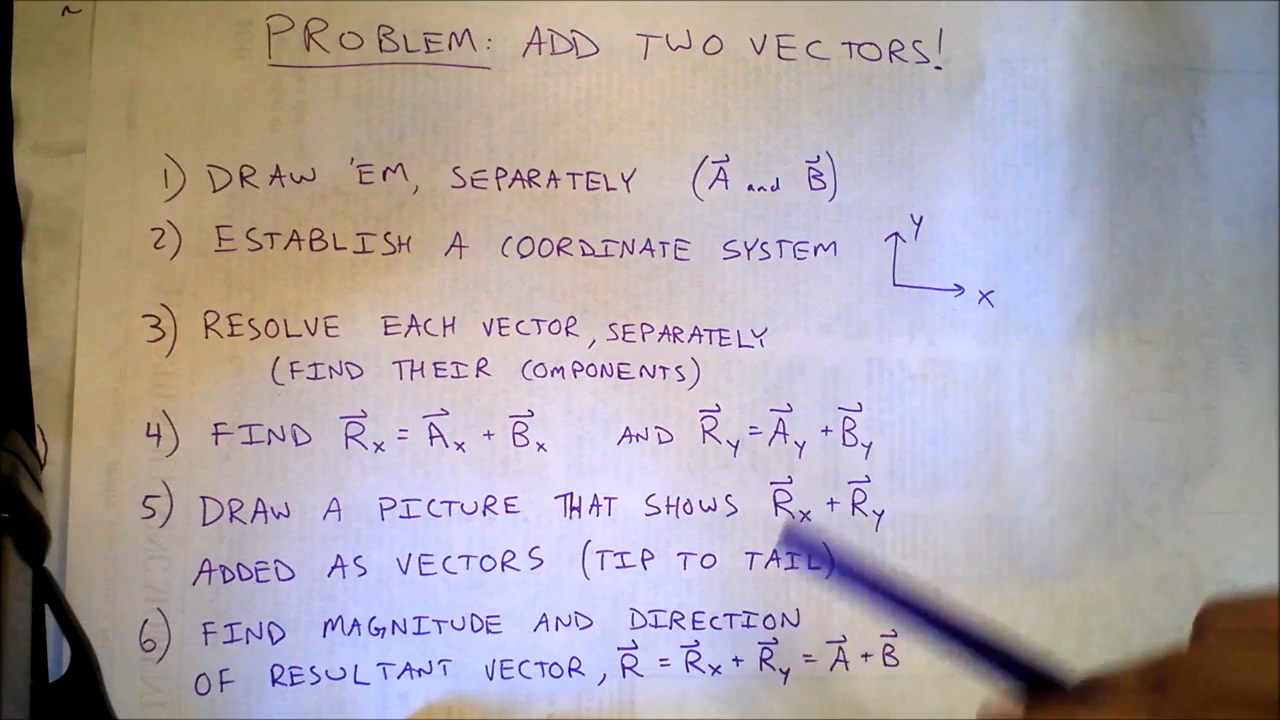 PROBLEM: ADD TWO VECTORS!
1) DRAW 'EM, SEPARATELY (A⃗ and B⃗)
2) ESTABLISH A COORDINATE SYSTEM
Y
X
3) RESOLVE EACH VECTOR, SEPARATELY
(FIND THEIR COMPONENTS)
4) FIND R⃗ₓ = A⃗ₓ + B⃗ₓ AND R⃗y = A⃗y + B⃗y
5) DRAW A PICTURE THAT SHOWS R⃗ₓ + R⃗y
ADDED AS VECTORS (TIP TO TAIL)
6) FIND MAGNITUDE AND DIRECTION
OF RESULTANT VECTOR, R⃗ = R⃗ₓ + R⃗y = A⃗ + B⃗